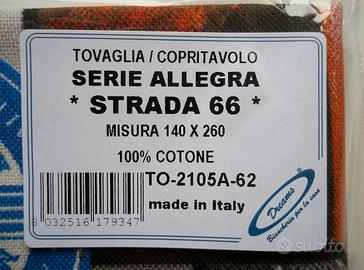 TOVAGLIA / COPRITAVOLO
SERIE ALLEGRA
* STRADA 66 *
MISURA 140 X 260
100% COTONE
TO-2105A-62
made in Italy
8 032516 179347
Dreams
Biancheria per la casa
subito